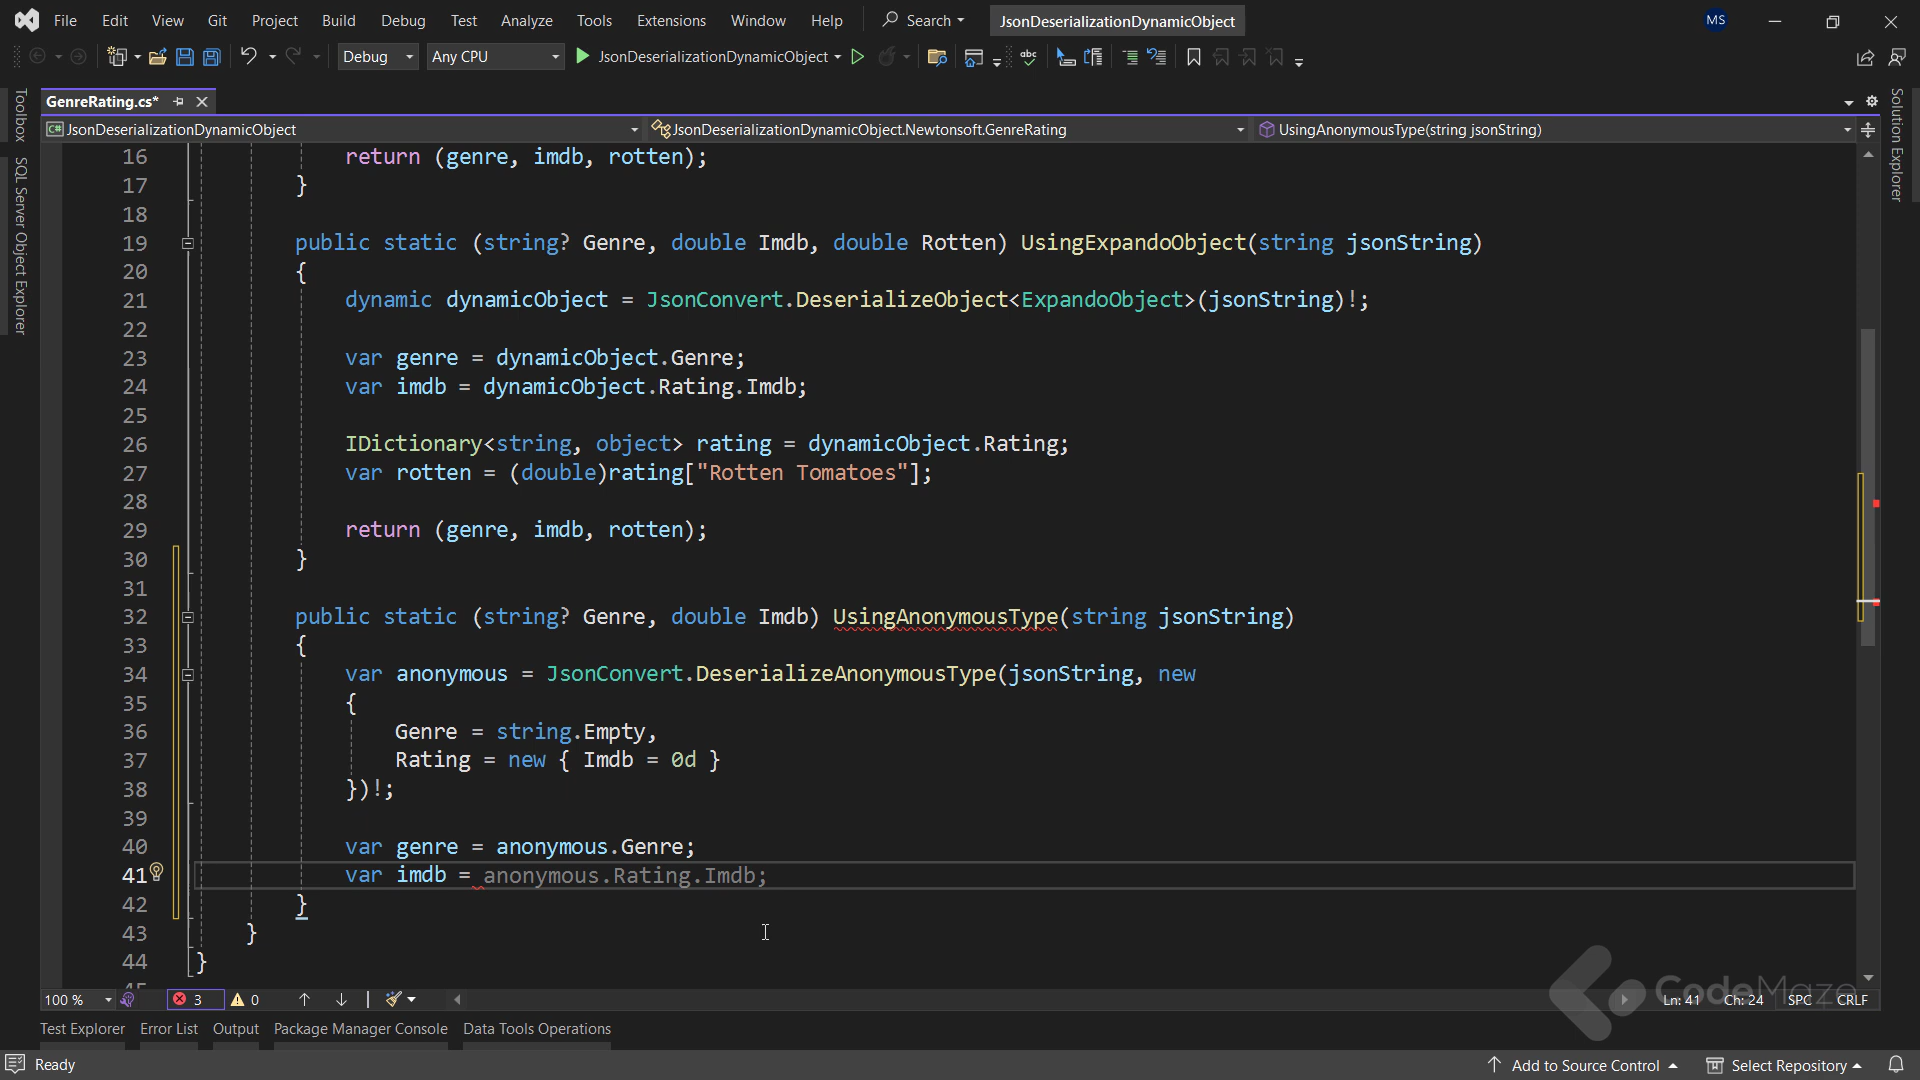 File Edit View Git Project Build Debug Test Analyze Tools Extensions Window Help Search JsonDeserializationDynamicObject MS
Debug Any CPU JsonDeserializationDynamicObject
GenreRating.cs*
JsonDeserializationDynamicObject JsonDeserializationDynamicObject.Newtonsoft.GenreRating UsingAnonymousType(string jsonString)
Toolbox
SQL Server Object Explorer
Solution Explorer
16 return (genre, imdb, rotten);
17 }
18
19 public static (string? Genre, double Imdb, double Rotten) UsingExpandoObject(string jsonString)
20 {
21 dynamic dynamicObject = JsonConvert.DeserializeObject<ExpandoObject>(jsonString)!;
22
23 var genre = dynamicObject.Genre;
24 var imdb = dynamicObject.Rating.Imdb;
25
26 IDictionary<string, object> rating = dynamicObject.Rating;
27 var rotten = (double)rating["Rotten Tomatoes"];
28
29 return (genre, imdb, rotten);
30 }
31
32 public static (string? Genre, double Imdb) UsingAnonymousType(string jsonString)
33 {
34 var anonymous = JsonConvert.DeserializeAnonymousType(jsonString, new
35 {
36 Genre = string.Empty,
37 Rating = new { Imdb = 0d }
38 })!;
39
40 var genre = anonymous.Genre;
41 var imdb = anonymous.Rating.Imdb;
42 }
43 }
44 }
100 % 3 0 Ln: 41 Ch: 24 SPC CRLF
CodeMaze
Test Explorer Error List Output Package Manager Console Data Tools Operations
Ready Add to Source Control Select Repository